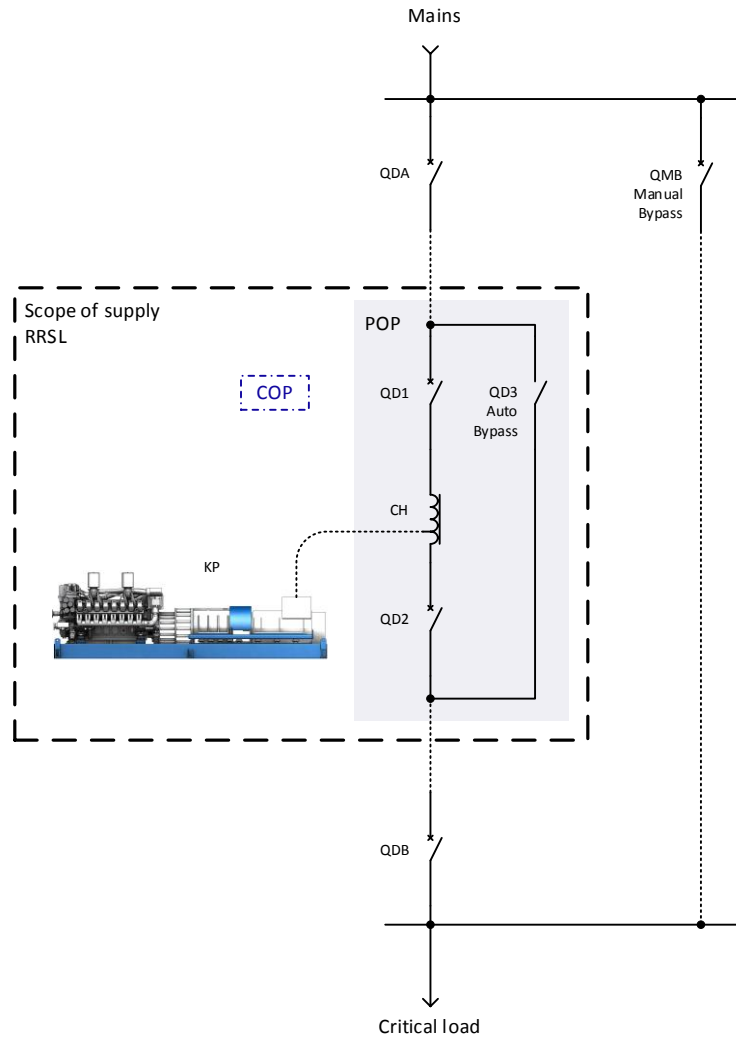 Mains
QDA
QMB
Manual
Bypass
Scope of supply
RRSL
POP
COP
QD1
QD3
Auto
Bypass
CH
KP
QD2
QDB
Critical load